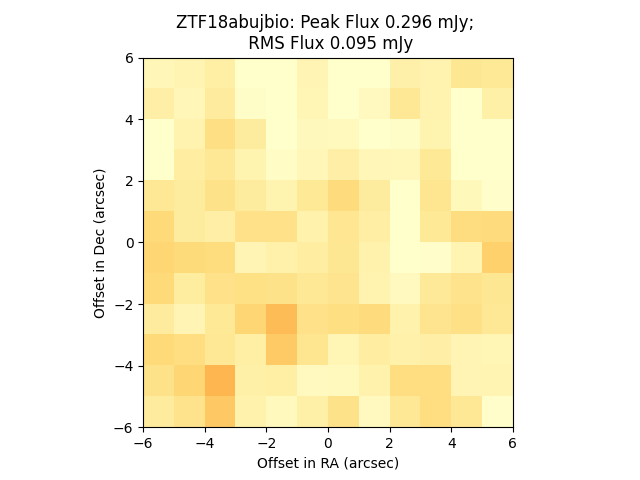 ZTF18abujbio: Peak Flux 0.296 mJy;
RMS Flux 0.095 mJy
6
4
2
0
−2
−4
−6
Offset in Dec (arcsec)
−6 −4 −2 0 2 4 6
Offset in RA (arcsec)